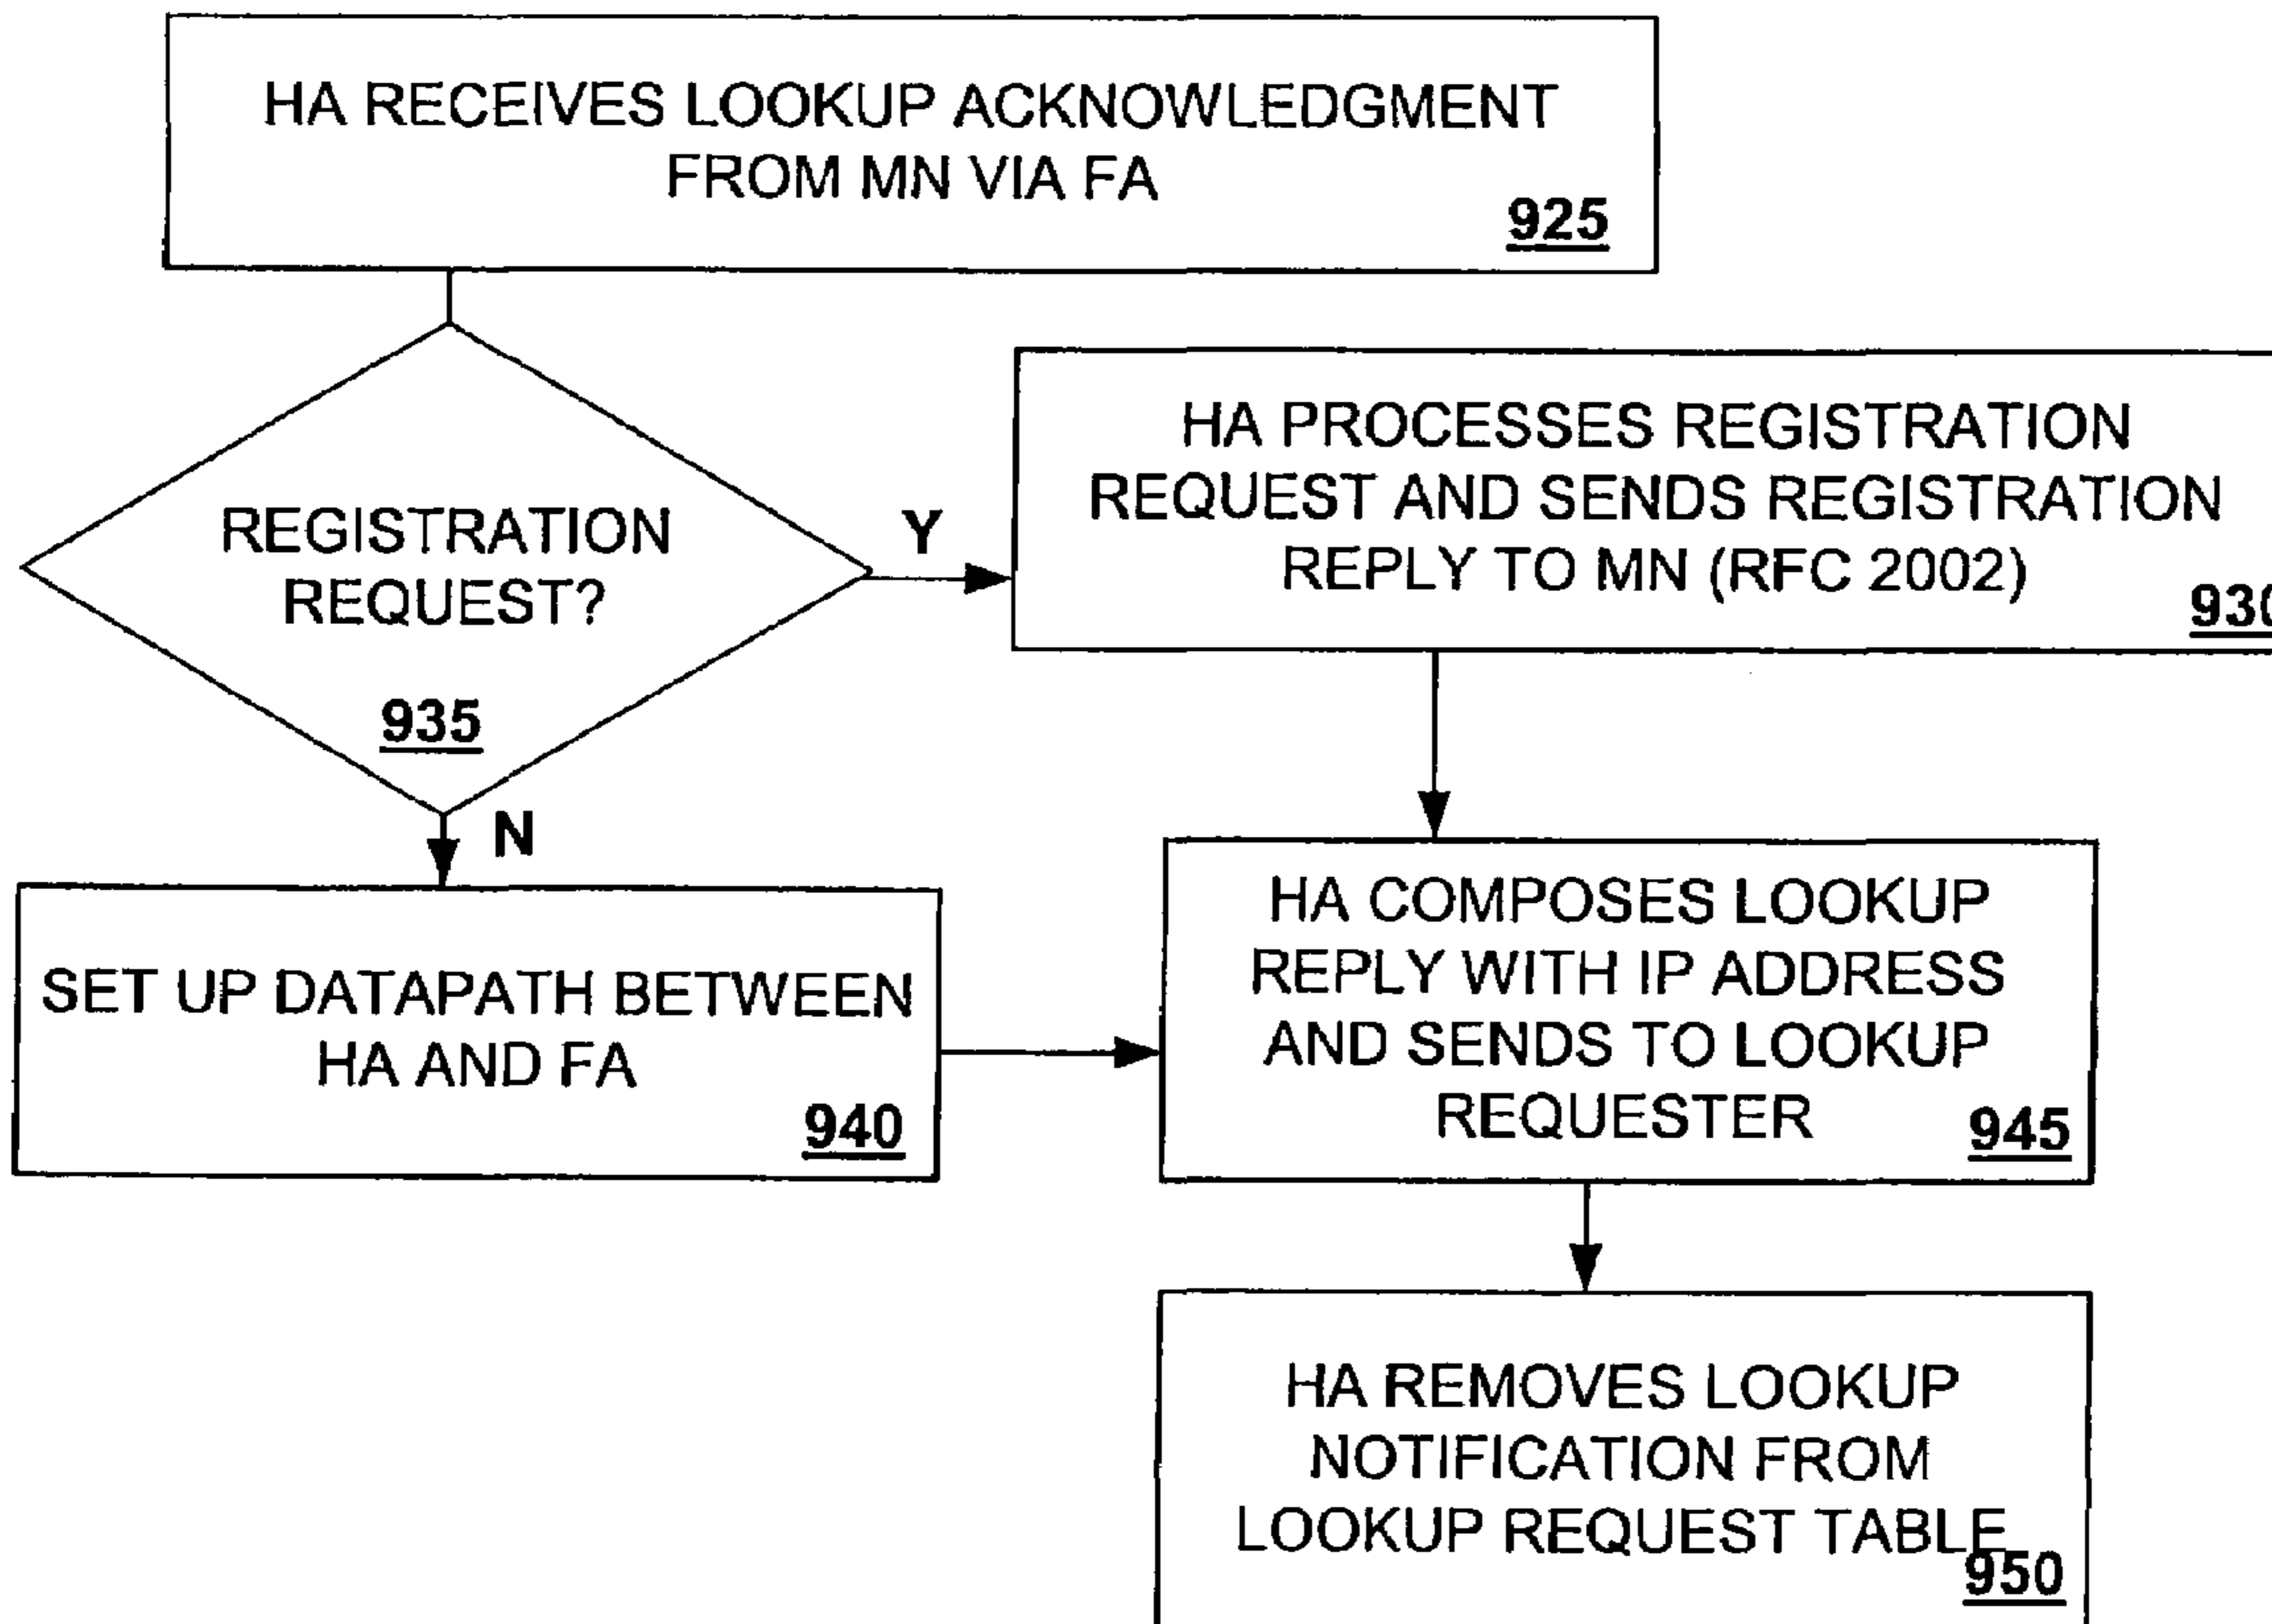 HA RECEIVES LOOKUP ACKNOWLEDGMENT
FROM MN VIA FA
925
REGISTRATION
REQUEST?
935
Y
HA PROCESSES REGISTRATION
REQUEST AND SENDS REGISTRATION
REPLY TO MN (RFC 2002)
930
N
SET UP DATAPATH BETWEEN
HA AND FA
940
HA COMPOSES LOOKUP
REPLY WITH IP ADDRESS
AND SENDS TO LOOKUP
REQUESTER
945
HA REMOVES LOOKUP
NOTIFICATION FROM
LOOKUP REQUEST TABLE
950